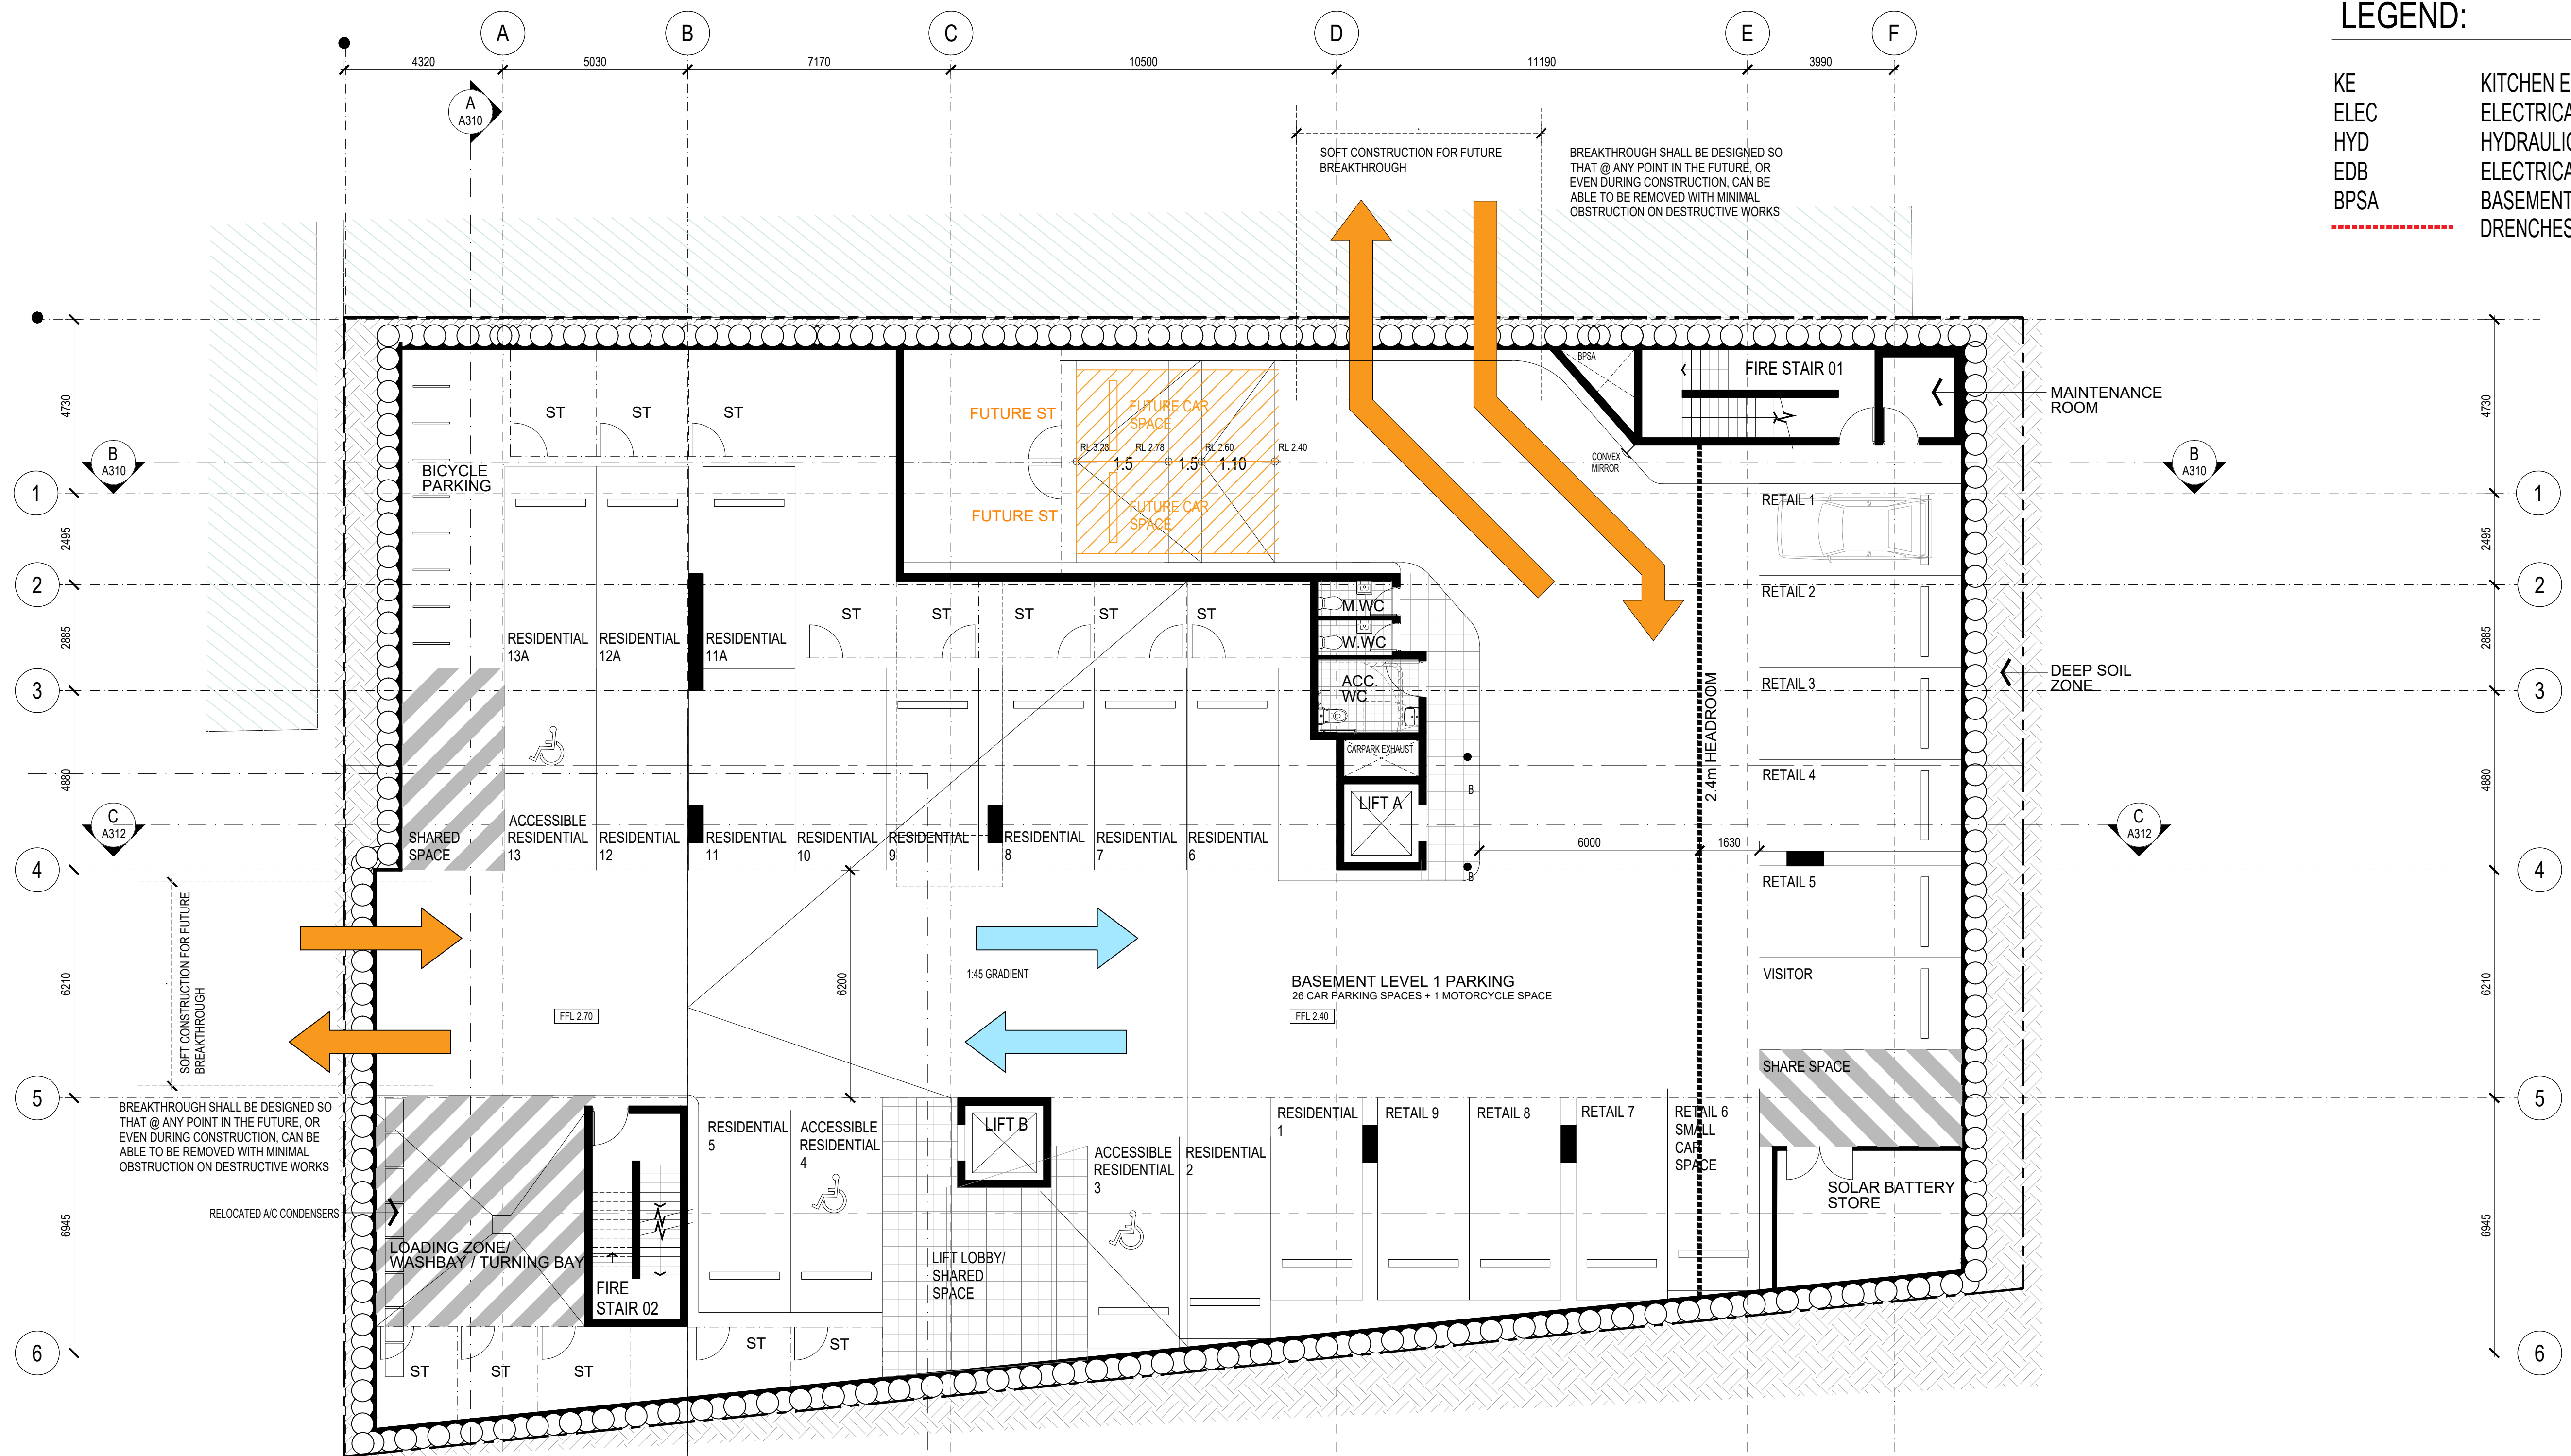 LEGEND:
KE KITCHEN E
ELEC ELECTRICA
HYD HYDRAULI
EDB ELECTRICA
BPSA BASEMENT
DRENCHES
A B C D E F
4320 5030 7170 10500 11190 3990
A
A310
SOFT CONSTRUCTION FOR FUTURE
BREAKTHROUGH
BREAKTHROUGH SHALL BE DESIGNED SO
THAT @ ANY POINT IN THE FUTURE, OR
EVEN DURING CONSTRUCTION, CAN BE
ABLE TO BE REMOVED WITH MINIMAL
OBSTRUCTION ON DESTRUCTIVE WORKS
BPSA
FIRE STAIR 01
MAINTENANCE
ROOM
4730
4730
ST ST ST
FUTURE ST
FUTURE CAR
SPACE
RL 3.28 RL 2.78 RL 2.60 RL 2.40
1:5 1:5 1:10
CONVEX
MIRROR
B
A310
B
A310
BICYCLE
PARKING
1
1
FUTURE ST
FUTURE CAR
SPACE
RETAIL 1
2495
2495
2
2
RETAIL 2
M.WC
W.WC
ST ST ST ST ST
2885
2885
RESIDENTIAL
13A
RESIDENTIAL
12A
RESIDENTIAL
11A
DEEP SOIL
ZONE
3
3
ACC.
WC
RETAIL 3
2.4m HEADROOM
CARPARK EXHAUST
4880
4880
RETAIL 4
B
LIFT A
C
A312
C
A312
SHARED
SPACE
ACCESSIBLE
RESIDENTIAL
13
RESIDENTIAL
12
RESIDENTIAL
11
RESIDENTIAL
10
RESIDENTIAL
9
RESIDENTIAL
8
RESIDENTIAL
7
RESIDENTIAL
6
6000 1630
4
4
B
RETAIL 5
SOFT CONSTRUCTION FOR FUTURE
BREAKTHROUGH
6210
6210
6200
1:45 GRADIENT
BASEMENT LEVEL 1 PARKING
26 CAR PARKING SPACES + 1 MOTORCYCLE SPACE
VISITOR
FFL 2.70
FFL 2.40
SHARE SPACE
5
5
BREAKTHROUGH SHALL BE DESIGNED SO
THAT @ ANY POINT IN THE FUTURE, OR
EVEN DURING CONSTRUCTION, CAN BE
ABLE TO BE REMOVED WITH MINIMAL
OBSTRUCTION ON DESTRUCTIVE WORKS
RESIDENTIAL
5
ACCESSIBLE
RESIDENTIAL
4
LIFT B
ACCESSIBLE
RESIDENTIAL
3
RESIDENTIAL
2
RESIDENTIAL
1
RETAIL 9
RETAIL 8
RETAIL 7
RETAIL 6
SMALL
CAR
SPACE
SOLAR BATTERY
STORE
RELOCATED A/C CONDENSERS
6945
6945
LOADING ZONE/
WASHBAY / TURNING BAY
LIFT LOBBY/
SHARED
SPACE
FIRE
STAIR 02
6
6
ST ST ST ST ST